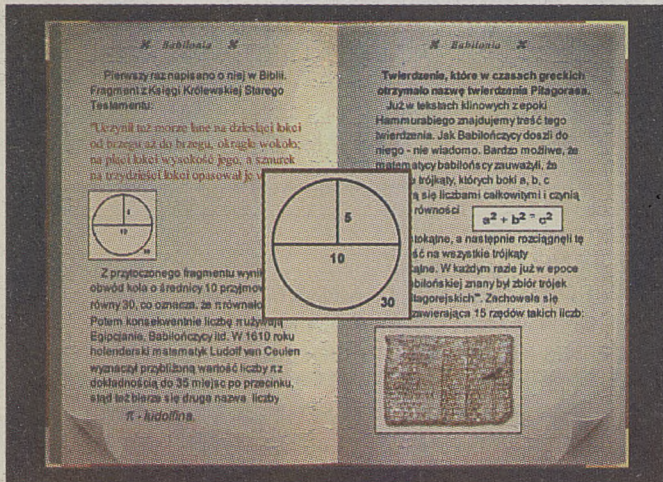 Babilonia
Pierwszy raz napisano o niej w Biblii.
Fragment z Księgi Królewskiej Starego
Testamentu:
"Uczynił też morze lane na dziesięć łokci
od brzegu aż do brzegu, okrągłe wokoło;
na pięć łokci wysokość jego, a sznurek
na trzydzieści łokci opasował je
10
Z przytoczonego fragmentu
obwód koła o średnicy 10
równy 30, co oznacza, że π
Potem konsekwentnie liczbę π używają
Egipcjanie, Babilończycy itd. W 1610 roku
holenderski matematyk Ludolf van Ceulen
wyznaczył przybliżoną wartość liczby π z
dokładnością do 35 miejsc po przecinku,
stąd też bierze się druga nazwa liczby
π - ludolfina.
5
10
30
Babilonia
Twierdzenie, które w czasach greckich
otrzymało nazwę twierdzenia Pitagorasa.
Już w tekstach klinowych z epoki
Hammurabiego znajdujemy treść tego
twierdzenia. Jak Babilończycy doszli do
niego - nie wiadomo. Bardzo możliwe, że
matematycy babilońscy zauważyli, że
trójkąty, których boki a, b, c
są się liczbami całkowitymi i czynią
równości a² + b² = c²
tokątne, a następnie rozciągnęli tę
ść na wszystkie trójkąty
kątne. W każdym razie już w epoce
bilońskiej znany był zbiór trójek
itagorejskich". Zachowała się
zawierająca 15 rzędów takich liczb: